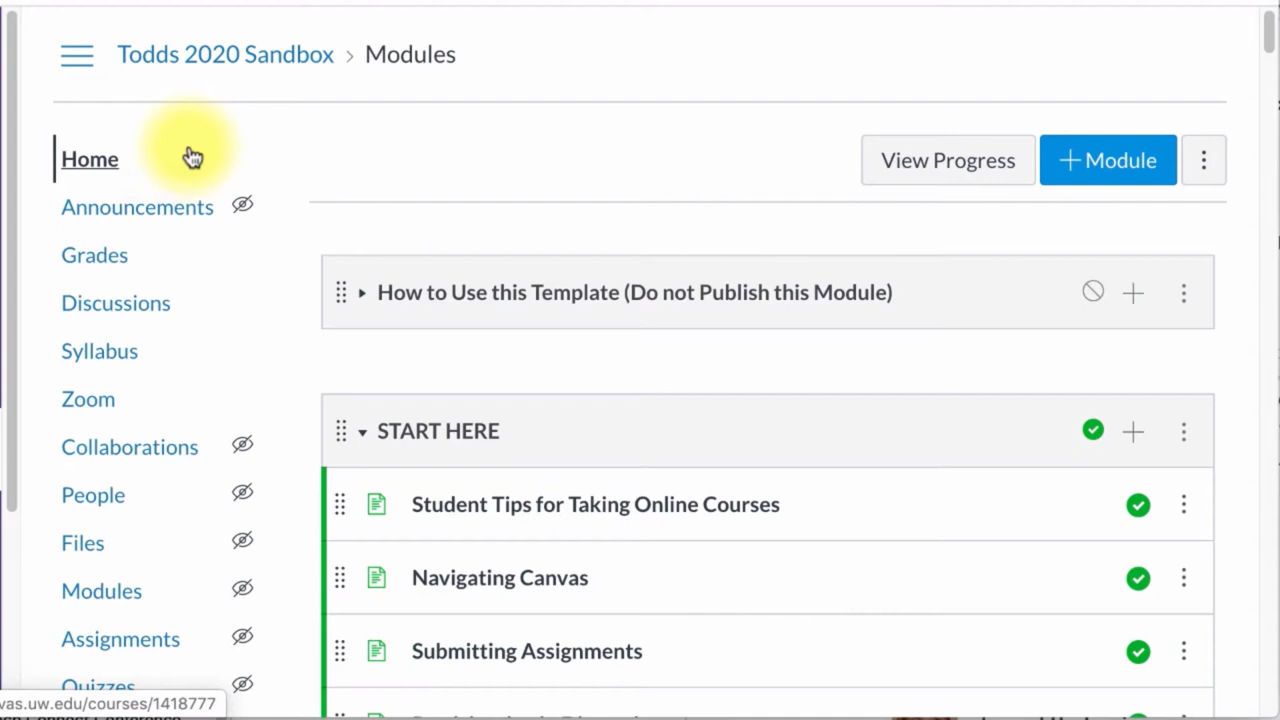 Todds 2020 Sandbox > Modules
Home
View Progress
+ Module
Announcements
Grades
Discussions
Syllabus
Zoom
Collaborations
People
Files
Modules
Assignments
Quizzes
How to Use this Template (Do not Publish this Module)
START HERE
Student Tips for Taking Online Courses
Navigating Canvas
Submitting Assignments
vas.uw.edu/courses/1418777